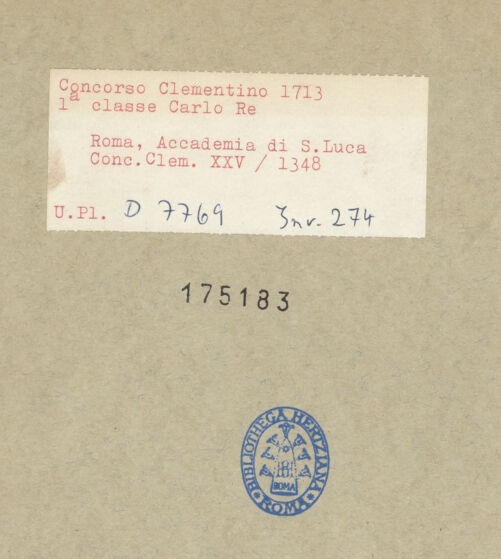 Concorso Clementino 1713
1ª classe Carlo Re
Roma, Accademia di S.Luca
Conc.Clem. XXV / 1348
U.Pl. D 7769 Inv. 274
175183
BIBLIOTHECA HERTZIANA
ROMA
ROMA